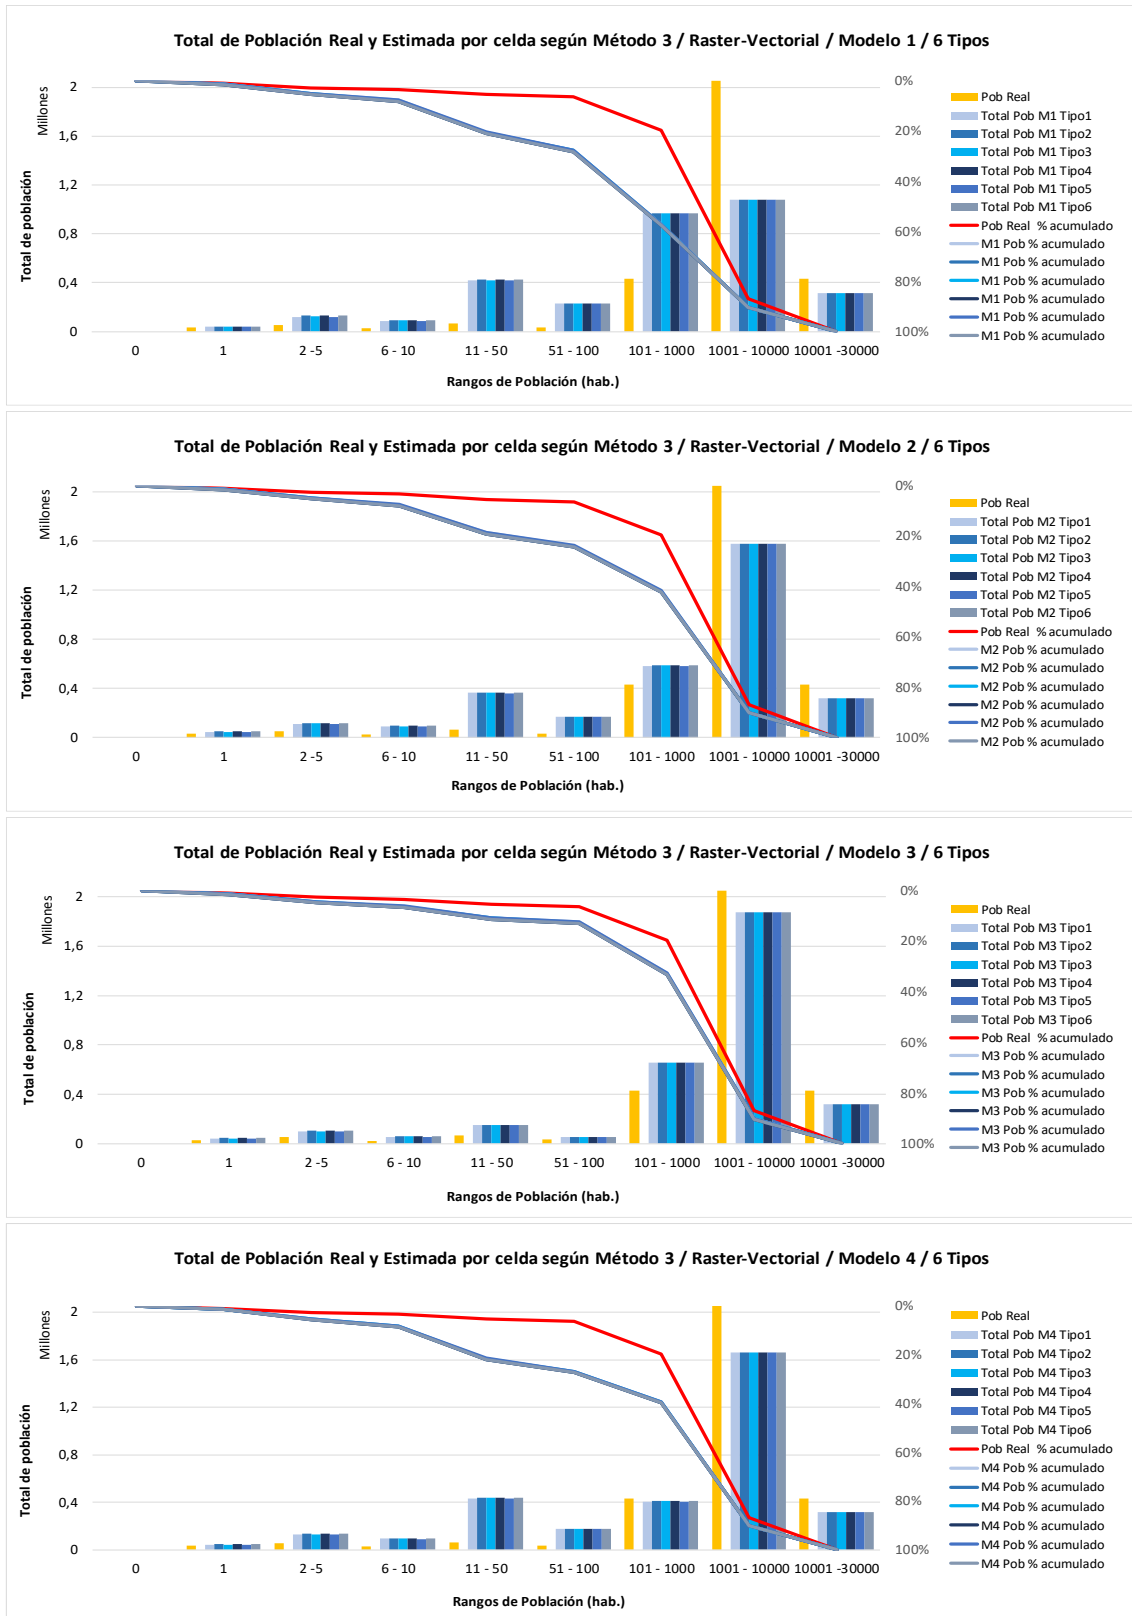 Total de Población Real y Estimada por celda según Método 3 / Raster-Vectorial / Modelo 1 / 6 Tipos
Millones
Total de población
2
1,6
1,2
0,8
0,4
0
0%
20%
40%
60%
80%
100%
0
1
2 -5
6 - 10
11 - 50
51 - 100
101 - 1000
1001 - 10000
10001 -30000
Rangos de Población (hab.)
Pob Real
Total Pob M1 Tipo1
Total Pob M1 Tipo2
Total Pob M1 Tipo3
Total Pob M1 Tipo4
Total Pob M1 Tipo5
Total Pob M1 Tipo6
Pob Real % acumulado
M1 Pob % acumulado
M1 Pob % acumulado
M1 Pob % acumulado
M1 Pob % acumulado
M1 Pob % acumulado
M1 Pob % acumulado
Total de Población Real y Estimada por celda según Método 3 / Raster-Vectorial / Modelo 2 / 6 Tipos
Millones
Total de población
2
1,6
1,2
0,8
0,4
0
0%
20%
40%
60%
80%
100%
0
1
2 -5
6 - 10
11 - 50
51 - 100
101 - 1000
1001 - 10000
10001 -30000
Rangos de Población (hab.)
Pob Real
Total Pob M2 Tipo1
Total Pob M2 Tipo2
Total Pob M2 Tipo3
Total Pob M2 Tipo4
Total Pob M2 Tipo5
Total Pob M2 Tipo6
Pob Real % acumulado
M2 Pob % acumulado
M2 Pob % acumulado
M2 Pob % acumulado
M2 Pob % acumulado
M2 Pob % acumulado
M2 Pob % acumulado
Total de Población Real y Estimada por celda según Método 3 / Raster-Vectorial / Modelo 3 / 6 Tipos
Millones
Total de población
2
1,6
1,2
0,8
0,4
0
0%
20%
40%
60%
80%
100%
0
1
2 -5
6 - 10
11 - 50
51 - 100
101 - 1000
1001 - 10000
10001 -30000
Rangos de Población (hab.)
Pob Real
Total Pob M3 Tipo1
Total Pob M3 Tipo2
Total Pob M3 Tipo3
Total Pob M3 Tipo4
Total Pob M3 Tipo5
Total Pob M3 Tipo6
Pob Real % acumulado
M3 Pob % acumulado
M3 Pob % acumulado
M3 Pob % acumulado
M3 Pob % acumulado
M3 Pob % acumulado
M3 Pob % acumulado
Total de Población Real y Estimada por celda según Método 3 / Raster-Vectorial / Modelo 4 / 6 Tipos
Millones
Total de población
2
1,6
1,2
0,8
0,4
0
0%
20%
40%
60%
80%
100%
0
1
2 -5
6 - 10
11 - 50
51 - 100
101 - 1000
1001 - 10000
10001 -30000
Rangos de Población (hab.)
Pob Real
Total Pob M4 Tipo1
Total Pob M4 Tipo2
Total Pob M4 Tipo3
Total Pob M4 Tipo4
Total Pob M4 Tipo5
Total Pob M4 Tipo6
Pob Real % acumulado
M4 Pob % acumulado
M4 Pob % acumulado
M4 Pob % acumulado
M4 Pob % acumulado
M4 Pob % acumulado
M4 Pob % acumulado